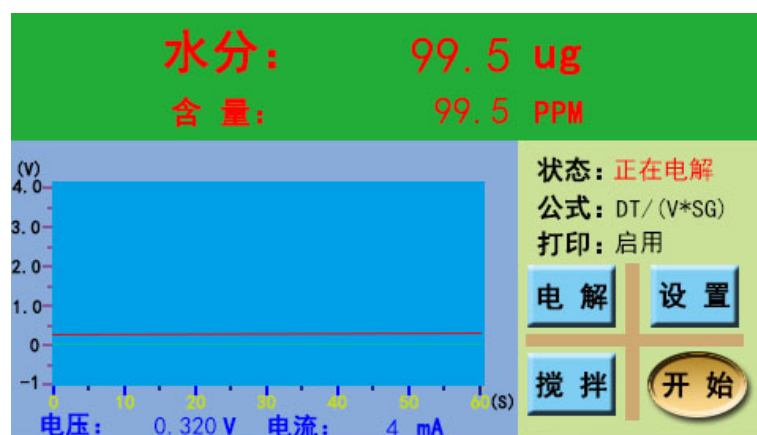 水分: 99.5 ug
含 量: 99.5 PPM
(V)
4.0
3.0
2.0
1.0
0
-1
0 10 20 30 40 50 60 (S)
电压: 0.320 V 电流: 4 mA
状态: 正在电解
公式: DT/(V*SG)
打印: 启用
电 解
设 置
搅 拌
开 始